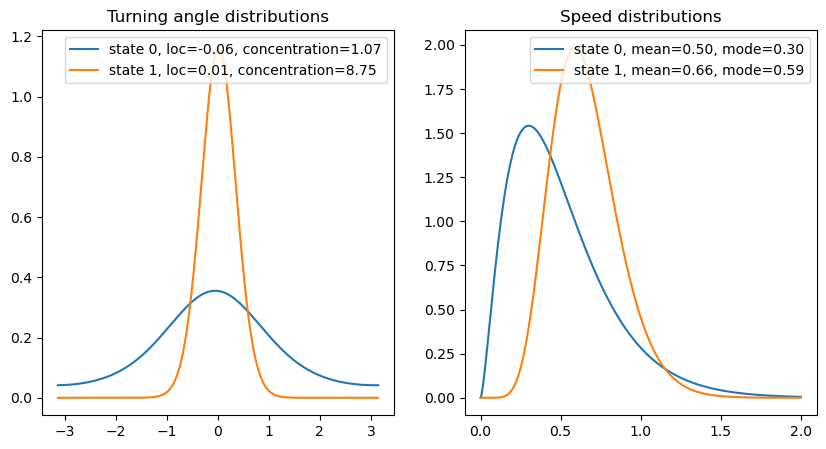 Turning angle distributions
state 0, loc=-0.06, concentration=1.07
state 1, loc=0.01, concentration=8.75
1.2
1.0
0.8
0.6
0.4
0.2
0.0
−3 −2 −1 0 1 2 3
Speed distributions
state 0, mean=0.50, mode=0.30
state 1, mean=0.66, mode=0.59
2.00
1.75
1.50
1.25
1.00
0.75
0.50
0.25
0.00
0.0 0.5 1.0 1.5 2.0